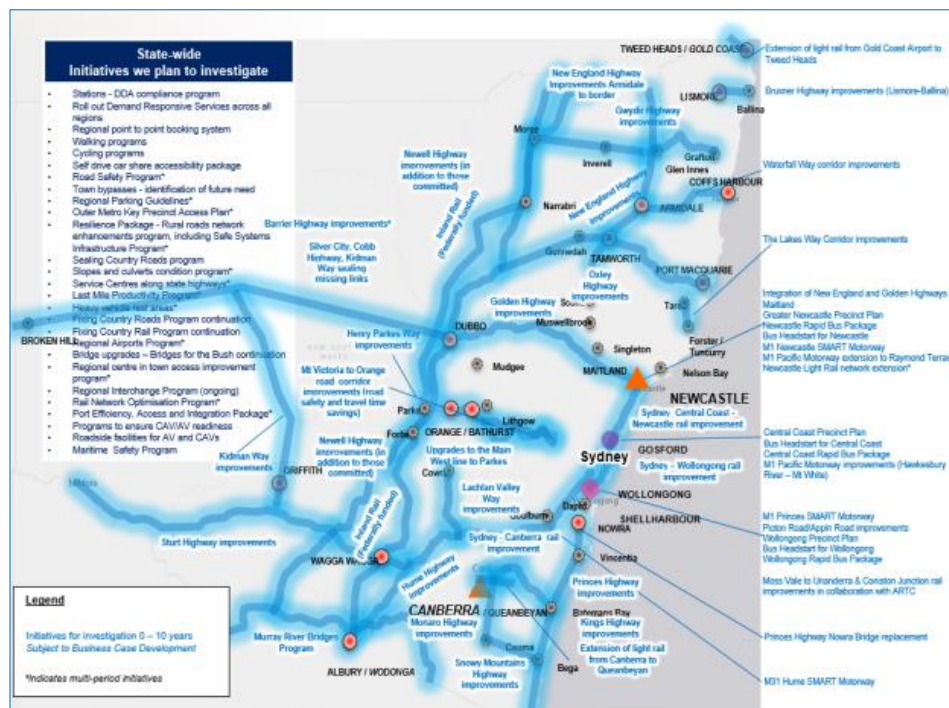 State-wide
Initiatives we plan to investigate
Stations - DDA compliance program
Roll out Demand Responsive Services across all
regions
Regional point to point booking system
Walking programs
Cycling programs
Self drive car share accessibility package
Road Safety Program*
Town bypasses - identification of future need
Regional Parking Guidelines*
Outer Metro Key Precinct Access Plan*
Resilience Package - Rural roads network
enhancements program, including Safe Systems
Infrastructure Program*
Sealing Country Roads program
Slopes and culverts condition program*
Service Centres along state highways*
Last Mile Productivity Program*
Heavy vehicle rest areas*
Fixing Country Roads Program continuation
Fixing Country Rail Program continuation
Regional Airports Program*
Bridge upgrades – Bridges for the Bush continuation
Regional centre in town access improvement
program*
Regional Interchange Program (ongoing)
Rail Network Optimisation Program*
Port Efficiency, Access and Integration Package*
Programs to ensure CAV/AV readiness
Roadside facilities for AV and CAVs
Maritime Safety Program
Legend
Initiatives for investigation 0 – 10 years
Subject to Business Case Development
*Indicates multi-period initiatives
TWEED HEADS / GOLD COAST
New England Highway
Improvements Armidale
to border
LISMORE
Ballina
Gwydir Highway
improvements
Moree
Inverell
Grafton
Glen Innes
COFFS HARBOUR
Newell Highway
improvements (in
addition to those
committed)
Inland Rail
(Federally funded)
Narrabri
New England Highway
improvements
ARMIDALE
Barrier Highway improvements*
Silver City, Cobb
Highway, Kidman
Way sealing
missing links
Gunnedah
TAMWORTH
Oxley
Highway
improvements
PORT MACQUARIE
Taree
Golden Highway
improvements
Muswellbrook
Singleton
Forster /
Tuncurry
BROKEN HILL
DUBBO
Henry Parkes Way
improvements
Mudgee
MAITLAND
Nelson Bay
NEWCASTLE
Mt Victoria to Orange
road corridor
improvements (road
safety and travel time
savings)
Parkes
Lithgow
ORANGE / BATHURST
Forbes
Sydney Central Coast -
Newcastle rail improvement
Sydney
GOSFORD
Newell Highway
improvements (in
addition to those
committed)
Upgrades to the Main
West line to Parkes
Sydney – Wollongong rail
improvement
Kidman Way
improvements
GRIFFITH
Lachlan Valley
Way
improvements
WOLLONGONG
Dapto
SHELLHARBOUR
Goulburn
NOWRA
Sturt Highway improvements
Inland Rail
(Federally funded)
Sydney - Canberra rail
improvement
Vincentia
WAGGA WAGGA
Hume Highway
improvements
Princes Highway
improvements
CANBERRA / QUEANBEYAN
Batemans Bay
Monaro Highway
improvements
Kings Highway
improvements
Murray River Bridges
Program
Extension of light rail
from Canberra to
Queanbeyan
Cooma
ALBURY / WODONGA
Snowy Mountains
Highway
improvements
Bega
Extension of light rail from Gold Coast Airport to
Tweed Heads
Bruxner Highway improvements (Lismore-Ballina)
Waterfall Way corridor improvements
The Lakes Way Corridor improvements
Integration of New England and Golden Highways
Maitland
Greater Newcastle Precinct Plan
Newcastle Rapid Bus Package
Bus Headstart for Newcastle
M1 Newcastle SMART Motorway
M1 Pacific Motorway extension to Raymond Terrace
Newcastle Light Rail network extension*
Central Coast Precinct Plan
Bus Headstart for Central Coast
Central Coast Rapid Bus Package
M1 Pacific Motorway improvements (Hawkesbury
River – Mt White)
M1 Princes SMART Motorway
Picton Road/Appin Road improvements
Wollongong Precinct Plan
Bus Headstart for Wollongong
Wollongong Rapid Bus Package
Moss Vale to Unanderra & Coniston Junction rail
improvements in collaboration with ARTC
Princes Highway Nowra Bridge replacement
M31 Hume SMART Motorway